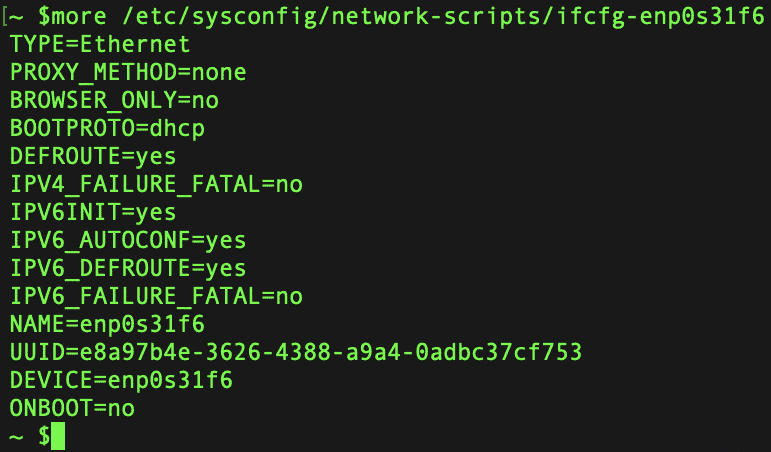 [~ $more /etc/sysconfig/network-scripts/ifcfg-enp0s31f6
TYPE=Ethernet
PROXY_METHOD=none
BROWSER_ONLY=no
BOOTPROTO=dhcp
DEFROUTE=yes
IPV4_FAILURE_FATAL=no
IPV6INIT=yes
IPV6_AUTOCONF=yes
IPV6_DEFROUTE=yes
IPV6_FAILURE_FATAL=no
NAME=enp0s31f6
UUID=e8a97b4e-3626-4388-a9a4-0adbc37cf753
DEVICE=enp0s31f6
ONBOOT=no
~ $